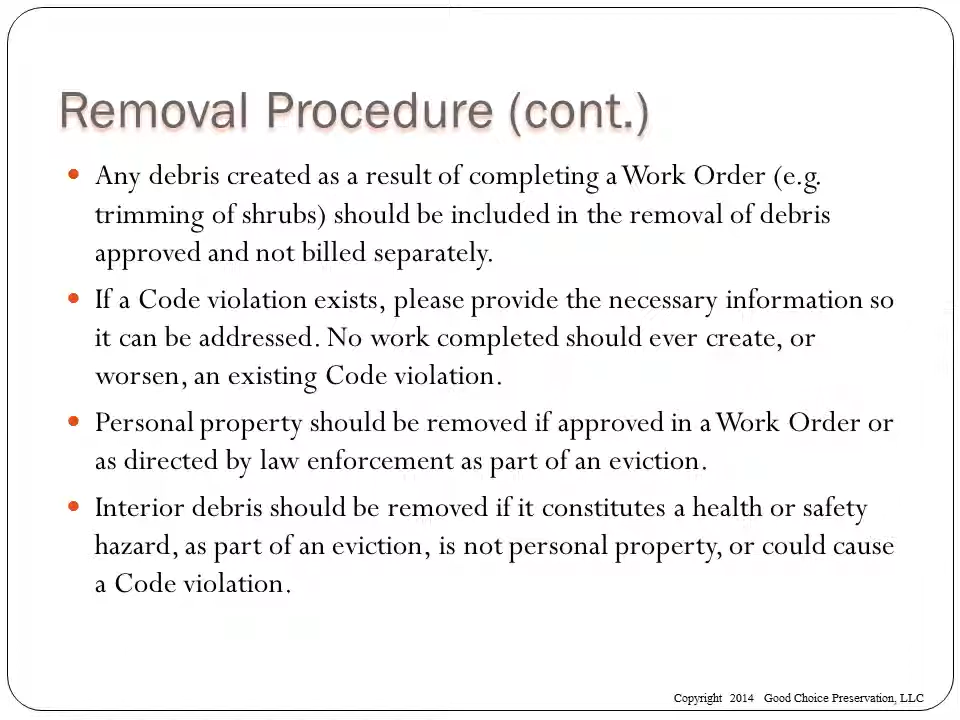 Removal Procedure (cont.)
Any debris created as a result of completing a Work Order (e.g.
trimming of shrubs) should be included in the removal of debris
approved and not billed separately.
If a Code violation exists, please provide the necessary information so
it can be addressed. No work completed should ever create, or
worsen, an existing Code violation.
Personal property should be removed if approved in a Work Order or
as directed by law enforcement as part of an eviction.
Interior debris should be removed if it constitutes a health or safety
hazard, as part of an eviction, is not personal property, or could cause
a Code violation.
Copyright 2014 Good Choice Preservation, LLC